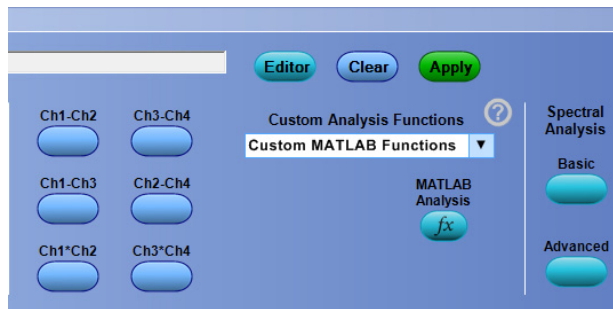 Editor Clear Apply
Ch1-Ch2 Ch3-Ch4 Custom Analysis Functions ? Spectral
Analysis
Custom MATLAB Functions
Basic
Ch1-Ch3 Ch2-Ch4 MATLAB
Analysis
fx
Ch1*Ch2 Ch3*Ch4 Advanced